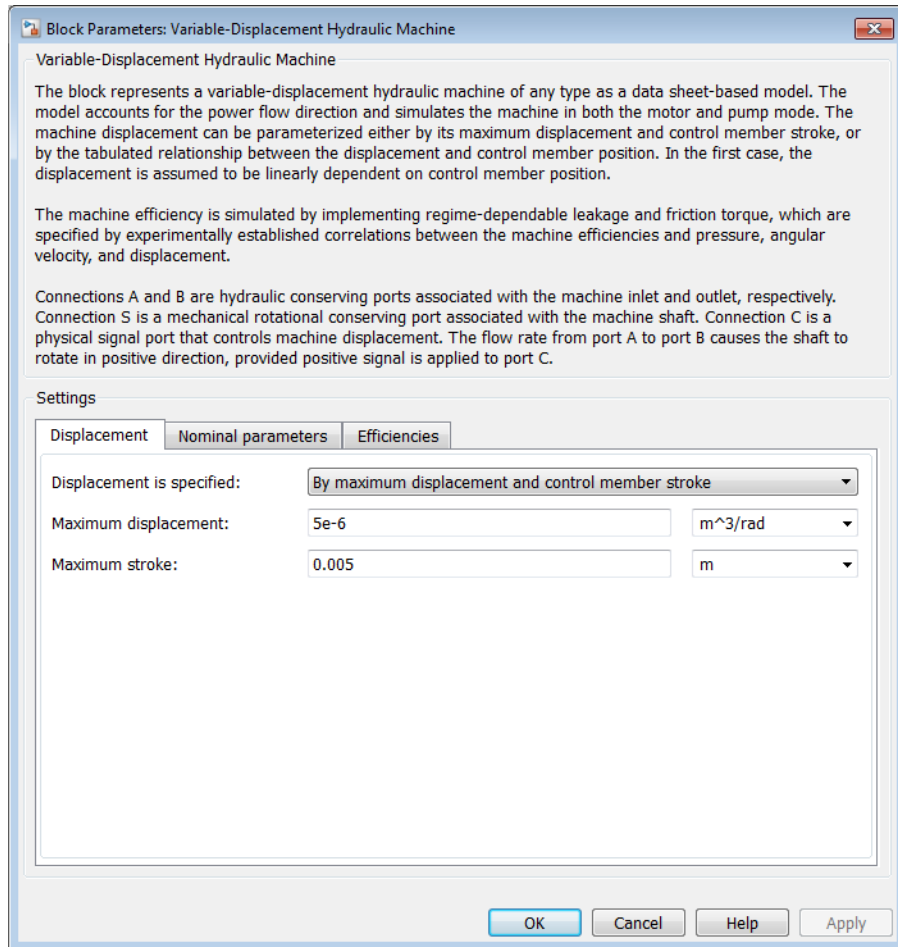 Block Parameters: Variable-Displacement Hydraulic Machine
Variable-Displacement Hydraulic Machine
The block represents a variable-displacement hydraulic machine of any type as a data sheet-based model. The
model accounts for the power flow direction and simulates the machine in both the motor and pump mode. The
machine displacement can be parameterized either by its maximum displacement and control member stroke, or
by the tabulated relationship between the displacement and control member position. In the first case, the
displacement is assumed to be linearly dependent on control member position.
The machine efficiency is simulated by implementing regime-dependable leakage and friction torque, which are
specified by experimentally established correlations between the machine efficiencies and pressure, angular
velocity, and displacement.
Connections A and B are hydraulic conserving ports associated with the machine inlet and outlet, respectively.
Connection S is a mechanical rotational conserving port associated with the machine shaft. Connection C is a
physical signal port that controls machine displacement. The flow rate from port A to port B causes the shaft to
rotate in positive direction, provided positive signal is applied to port C.
Settings
Displacement Nominal parameters Efficiencies
Displacement is specified: By maximum displacement and control member stroke
Maximum displacement: 5e-6 m^3/rad
Maximum stroke: 0.005 m
OK Cancel Help Apply